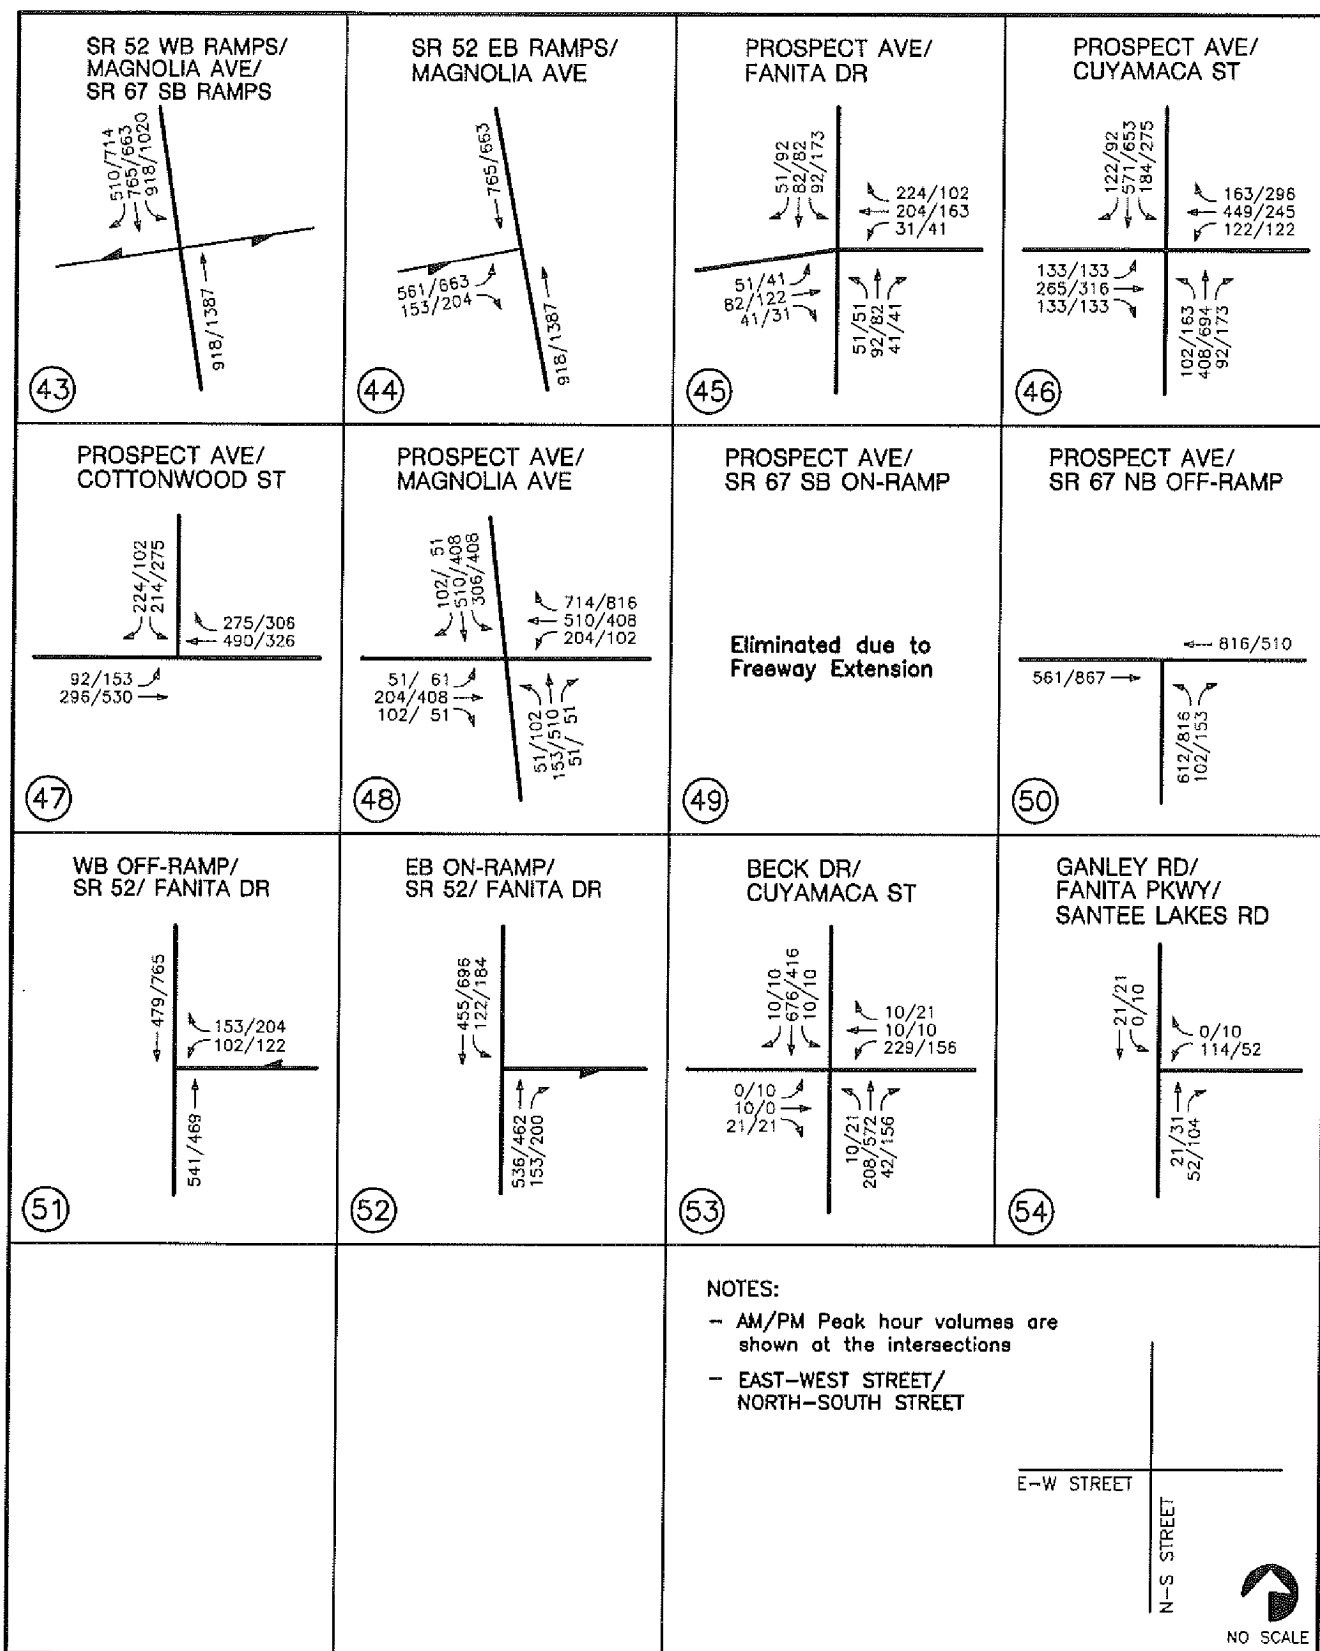 SR 52 WB RAMPS/
MAGNOLIA AVE/
SR 67 SB RAMPS
510/714
765/663
918/1020
918/1387
43
SR 52 EB RAMPS/
MAGNOLIA AVE
765/663
561/663
153/204
918/1387
44
PROSPECT AVE/
FANITA DR
51/92
82/82
92/173
224/102
204/163
31/41
51/41
82/122
41/31
51/51
92/82
41/41
45
PROSPECT AVE/
CUYAMACA ST
122/92
571/653
184/275
163/296
449/245
122/122
133/133
265/316
133/133
102/163
408/694
92/173
46
PROSPECT AVE/
COTTONWOOD ST
224/102
214/275
275/306
490/326
92/153
296/530
47
PROSPECT AVE/
MAGNOLIA AVE
102/ 51
510/408
306/408
714/816
510/408
204/102
51/ 61
204/408
102/ 51
51/102
153/510
51/ 51
48
PROSPECT AVE/
SR 67 SB ON-RAMP
Eliminated due to
Freeway Extension
49
PROSPECT AVE/
SR 67 NB OFF-RAMP
816/510
561/867
612/816
102/153
50
WB OFF-RAMP/
SR 52/ FANITA DR
479/765
153/204
102/122
541/469
51
EB ON-RAMP/
SR 52/ FANITA DR
455/696
122/184
536/462
153/200
52
BECK DR/
CUYAMACA ST
10/10
676/416
10/10
10/21
10/10
229/156
0/10
10/0
21/21
10/21
208/572
42/156
53
GANLEY RD/
FANITA PKWY/
SANTEE LAKES RD
21/21
0/10
0/10
114/52
21/31
52/104
54
NOTES:
- AM/PM Peak hour volumes are
shown at the intersections
- EAST-WEST STREET/
NORTH-SOUTH STREET
E-W STREET
N-S STREET
NO SCALE